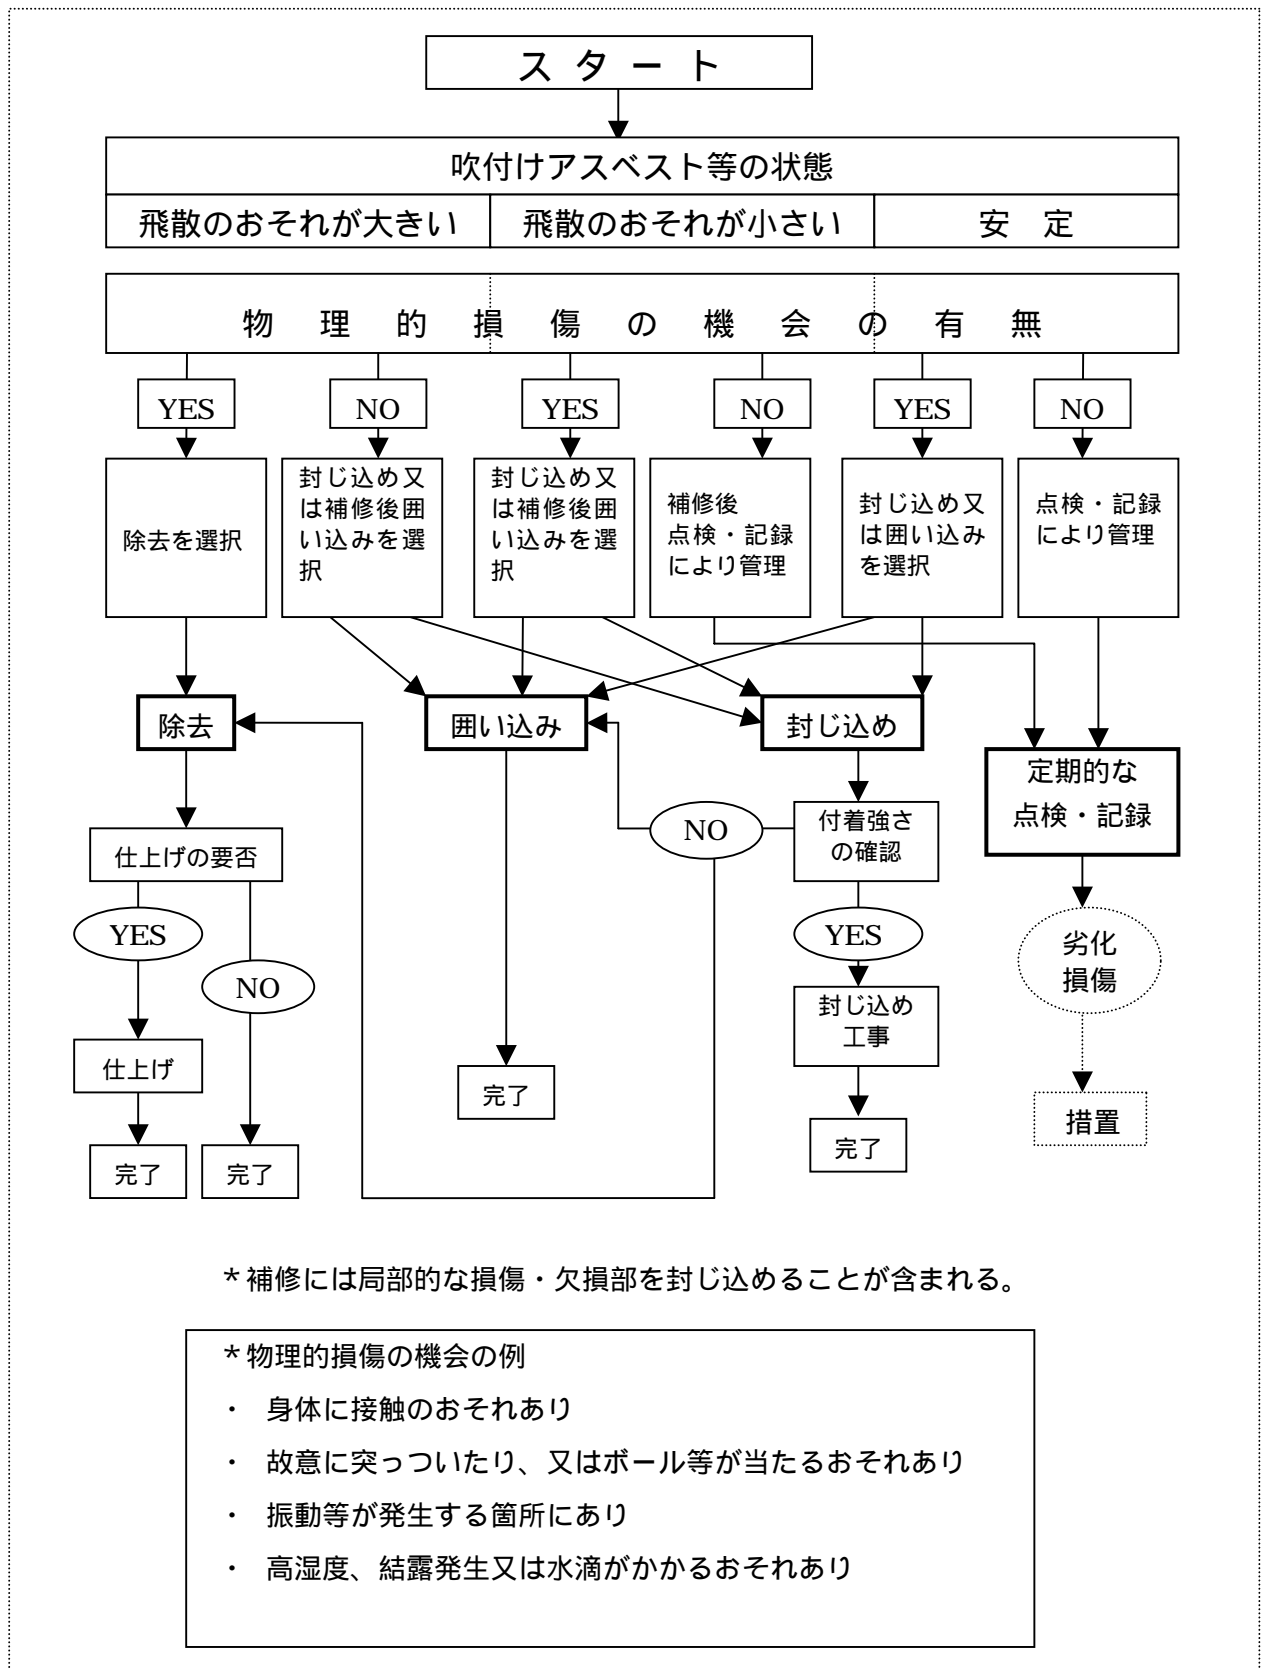 スタート
吹付けアスベスト等の状態
飛散のおそれが大きい
飛散のおそれが小さい
安　定
物理的損傷の機会の有無
YES
NO
YES
NO
YES
NO
除去を選択
封じ込め又
は補修後囲
い込みを選
択
封じ込め又
は補修後囲
い込みを選
択
補修後
点検・記録
により管理
封じ込め又
は囲い込み
を選択
点検・記録
により管理
除去
囲い込み
封じ込め
定期的な
点検・記録
仕上げの要否
NO
付着強さ
の確認
YES
NO
YES
劣化
損傷
仕上げ
封じ込め
工事
完了
完了
完了
完了
措置
*補修には局部的な損傷・欠損部を封じ込めることが含まれる。
*物理的損傷の機会の例
・ 身体に接触のおそれあり
・ 故意に突っついたり、又はボール等が当たるおそれあり
・ 振動等が発生する箇所にあり
・ 高湿度、結露発生又は水滴がかかるおそれあり